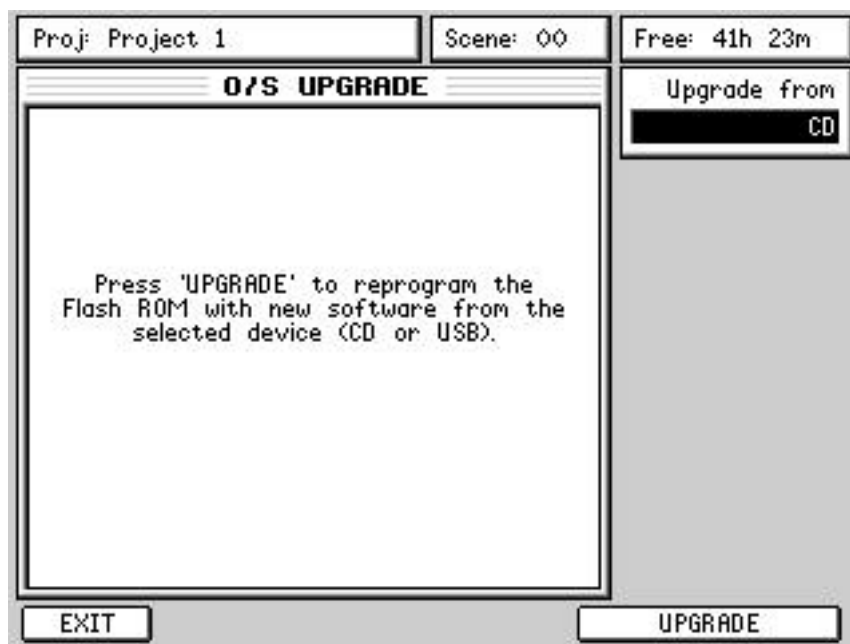 Proj: Project 1
Scene: 00
Free: 41h 23m
O/S UPGRADE
Upgrade from
CD
Press 'UPGRADE' to reprogram the
Flash ROM with new software from the
selected device (CD or USB).
EXIT
UPGRADE